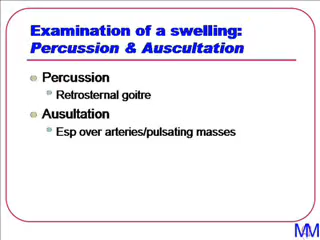 Examination of a swelling:
Percussion & Auscultation
Percussion
Retrosternal goitre
Ausultation
Esp over arteries/pulsating masses
MM